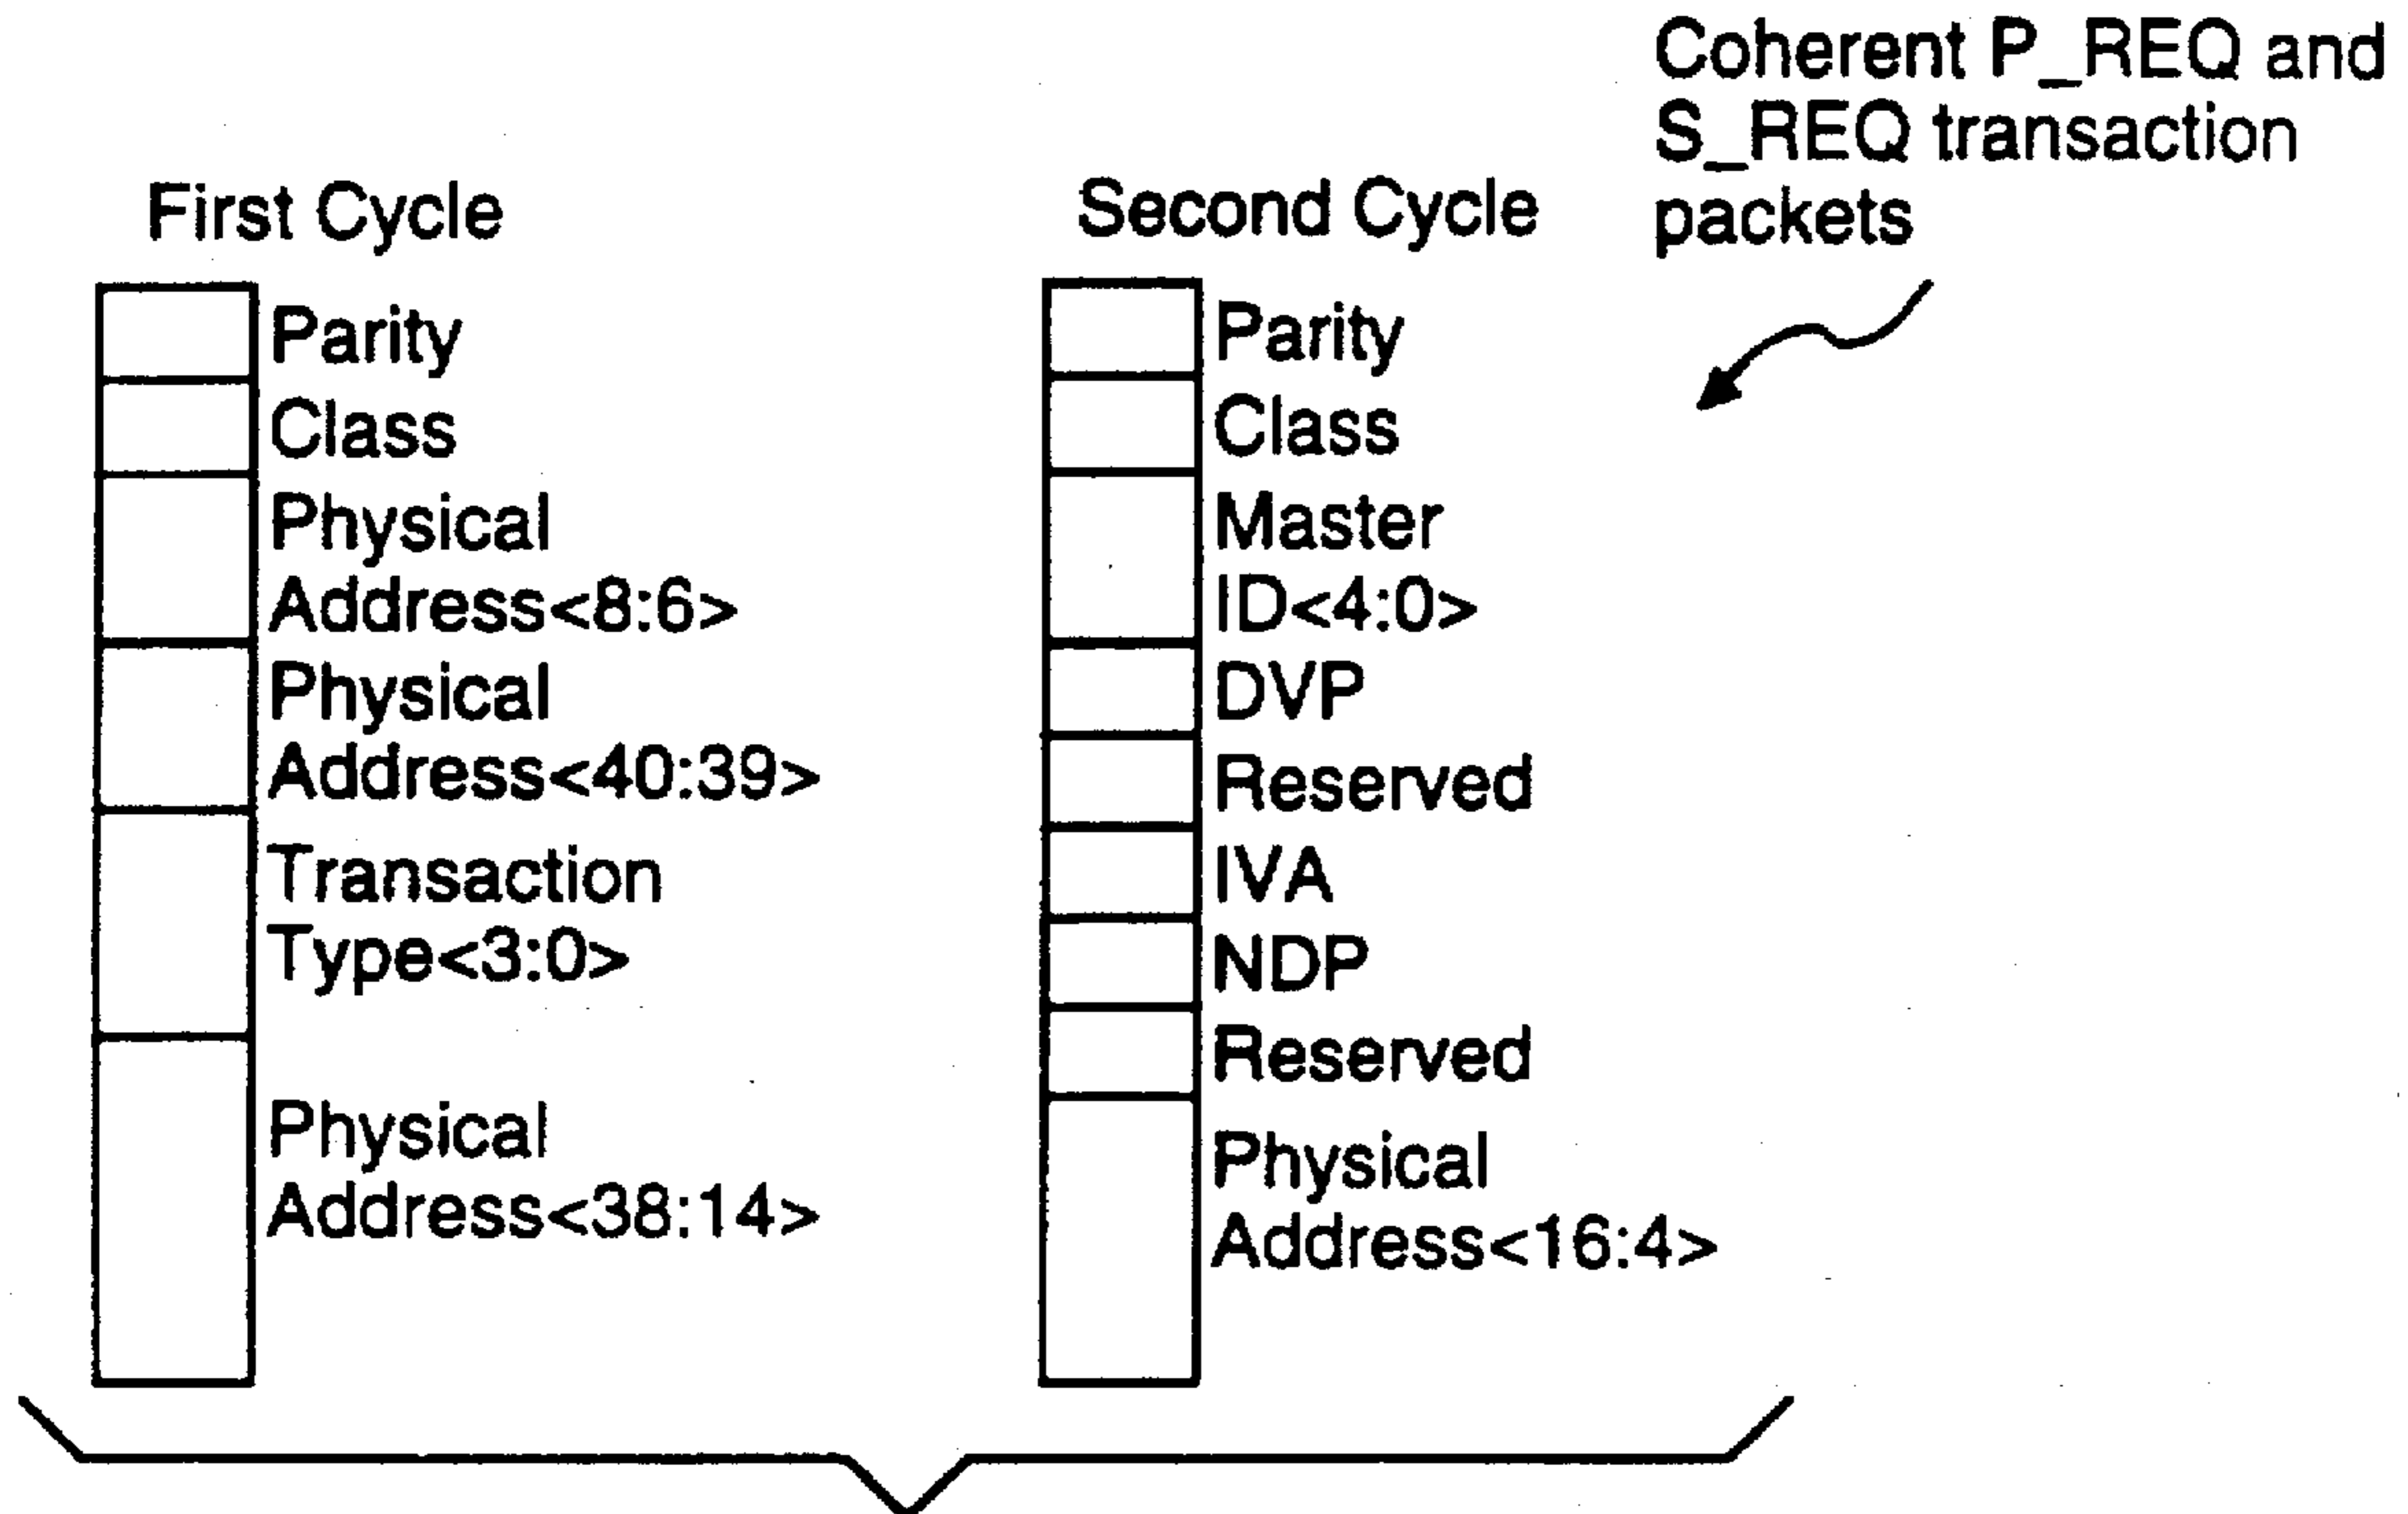 Coherent P_REQ and
S_REQ transaction
packets
First Cycle
Parity
Class
Physical
Address<8:6>
Physical
Address<40:39>
Transaction
Type<3:0>
Physical
Address<38:14>
Second Cycle
Parity
Class
Master
ID<4:0>
DVP
Reserved
IVA
NDP
Reserved
Physical
Address<16:4>